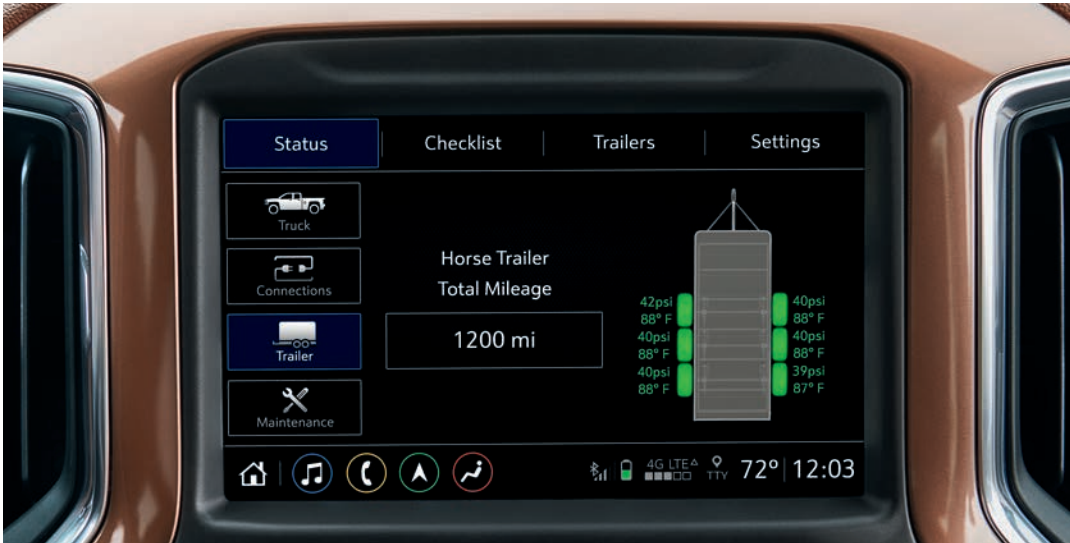 Status
Checklist
Trailers
Settings
Truck
Connections
Trailer
Maintenance
Horse Trailer
Total Mileage
1200 mi
42psi
88° F
40psi
88° F
40psi
88° F
40psi
88° F
40psi
88° F
39psi
87° F
4G LTE
TTY
72°
12:03